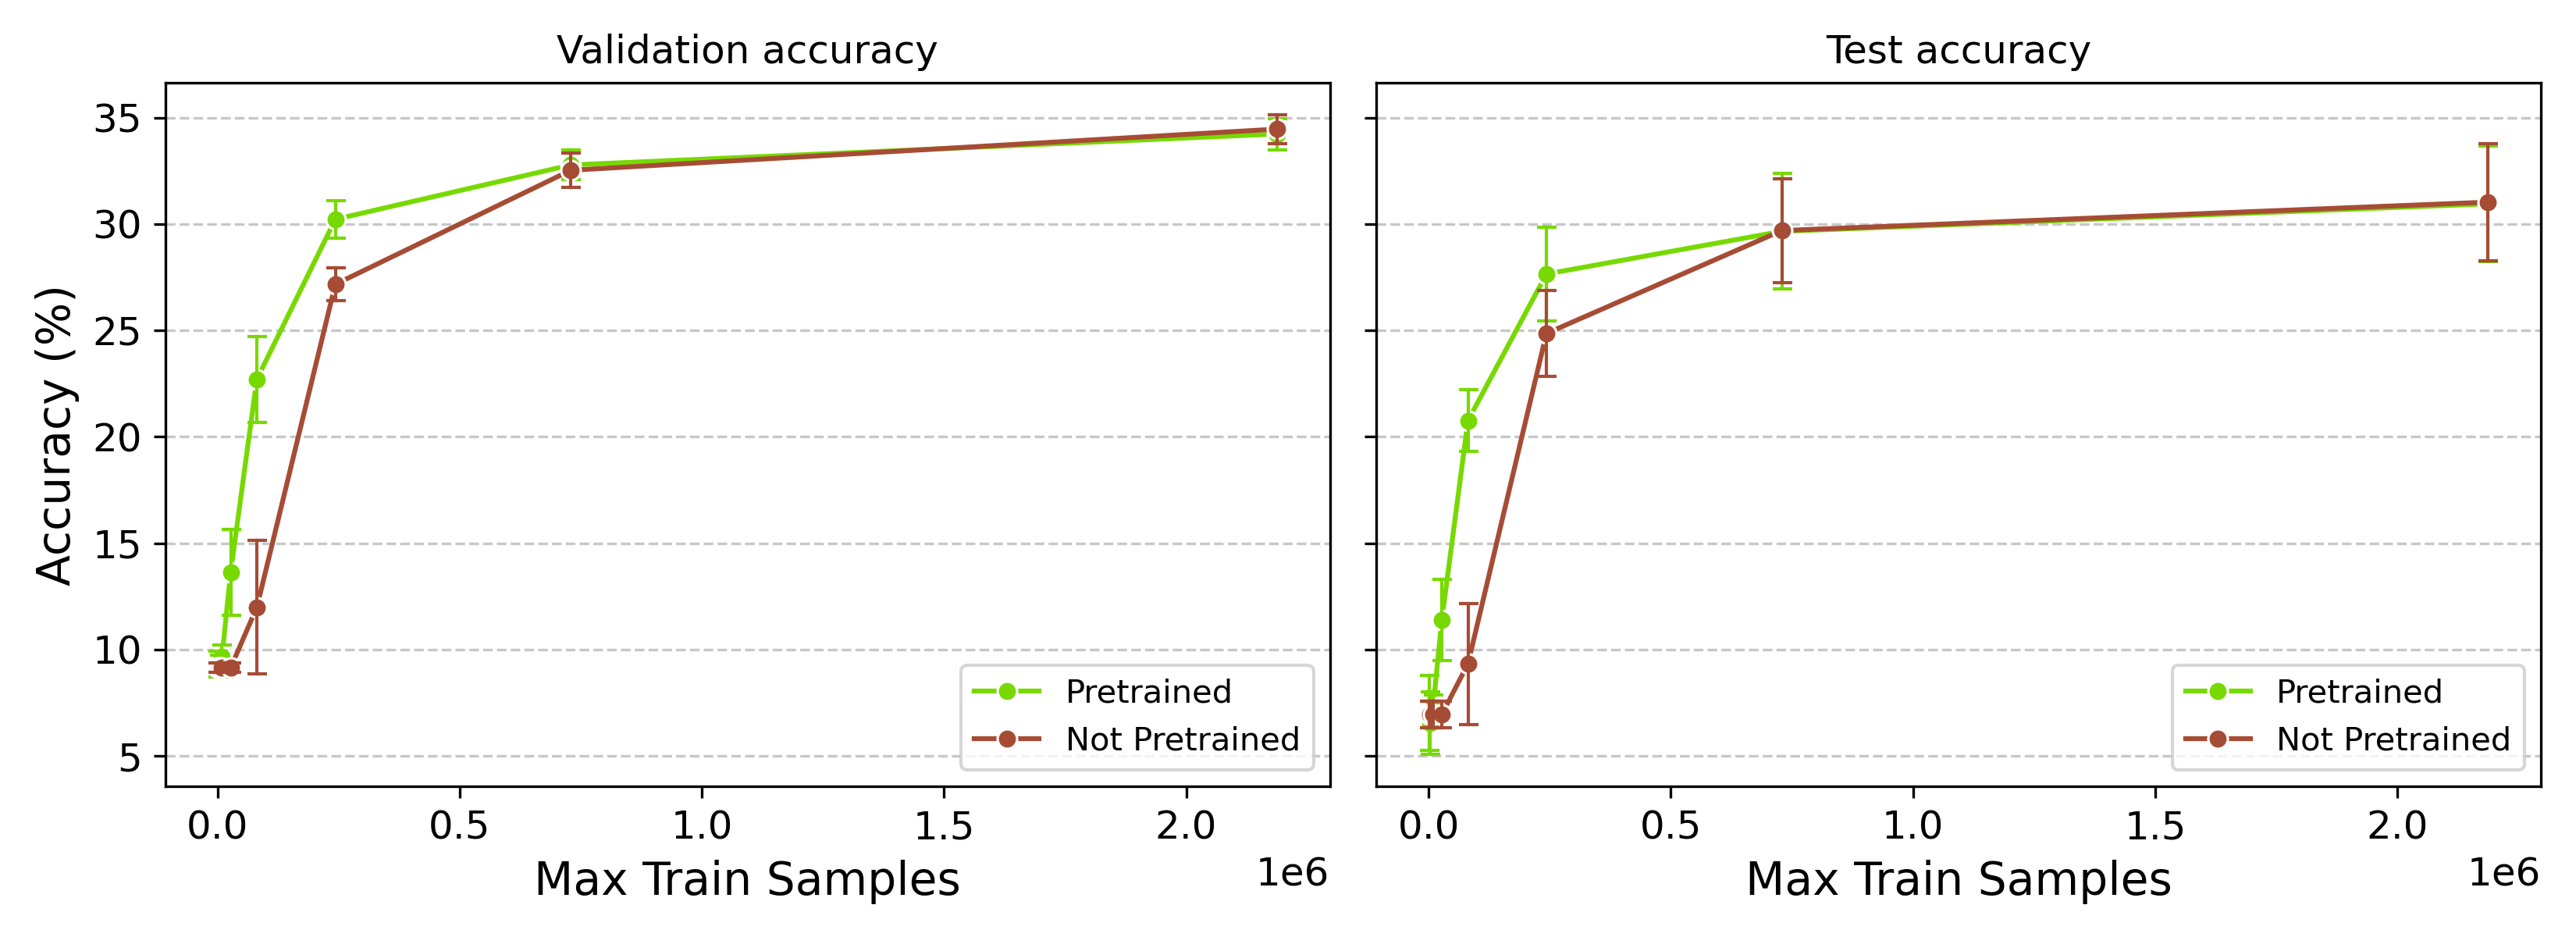 Validation accuracy
Accuracy (%)
35
30
25
20
15
10
5
0.0 0.5 1.0 1.5 2.0
1e6
Max Train Samples
Pretrained
Not Pretrained
Test accuracy
0.0 0.5 1.0 1.5 2.0
1e6
Max Train Samples
Pretrained
Not Pretrained